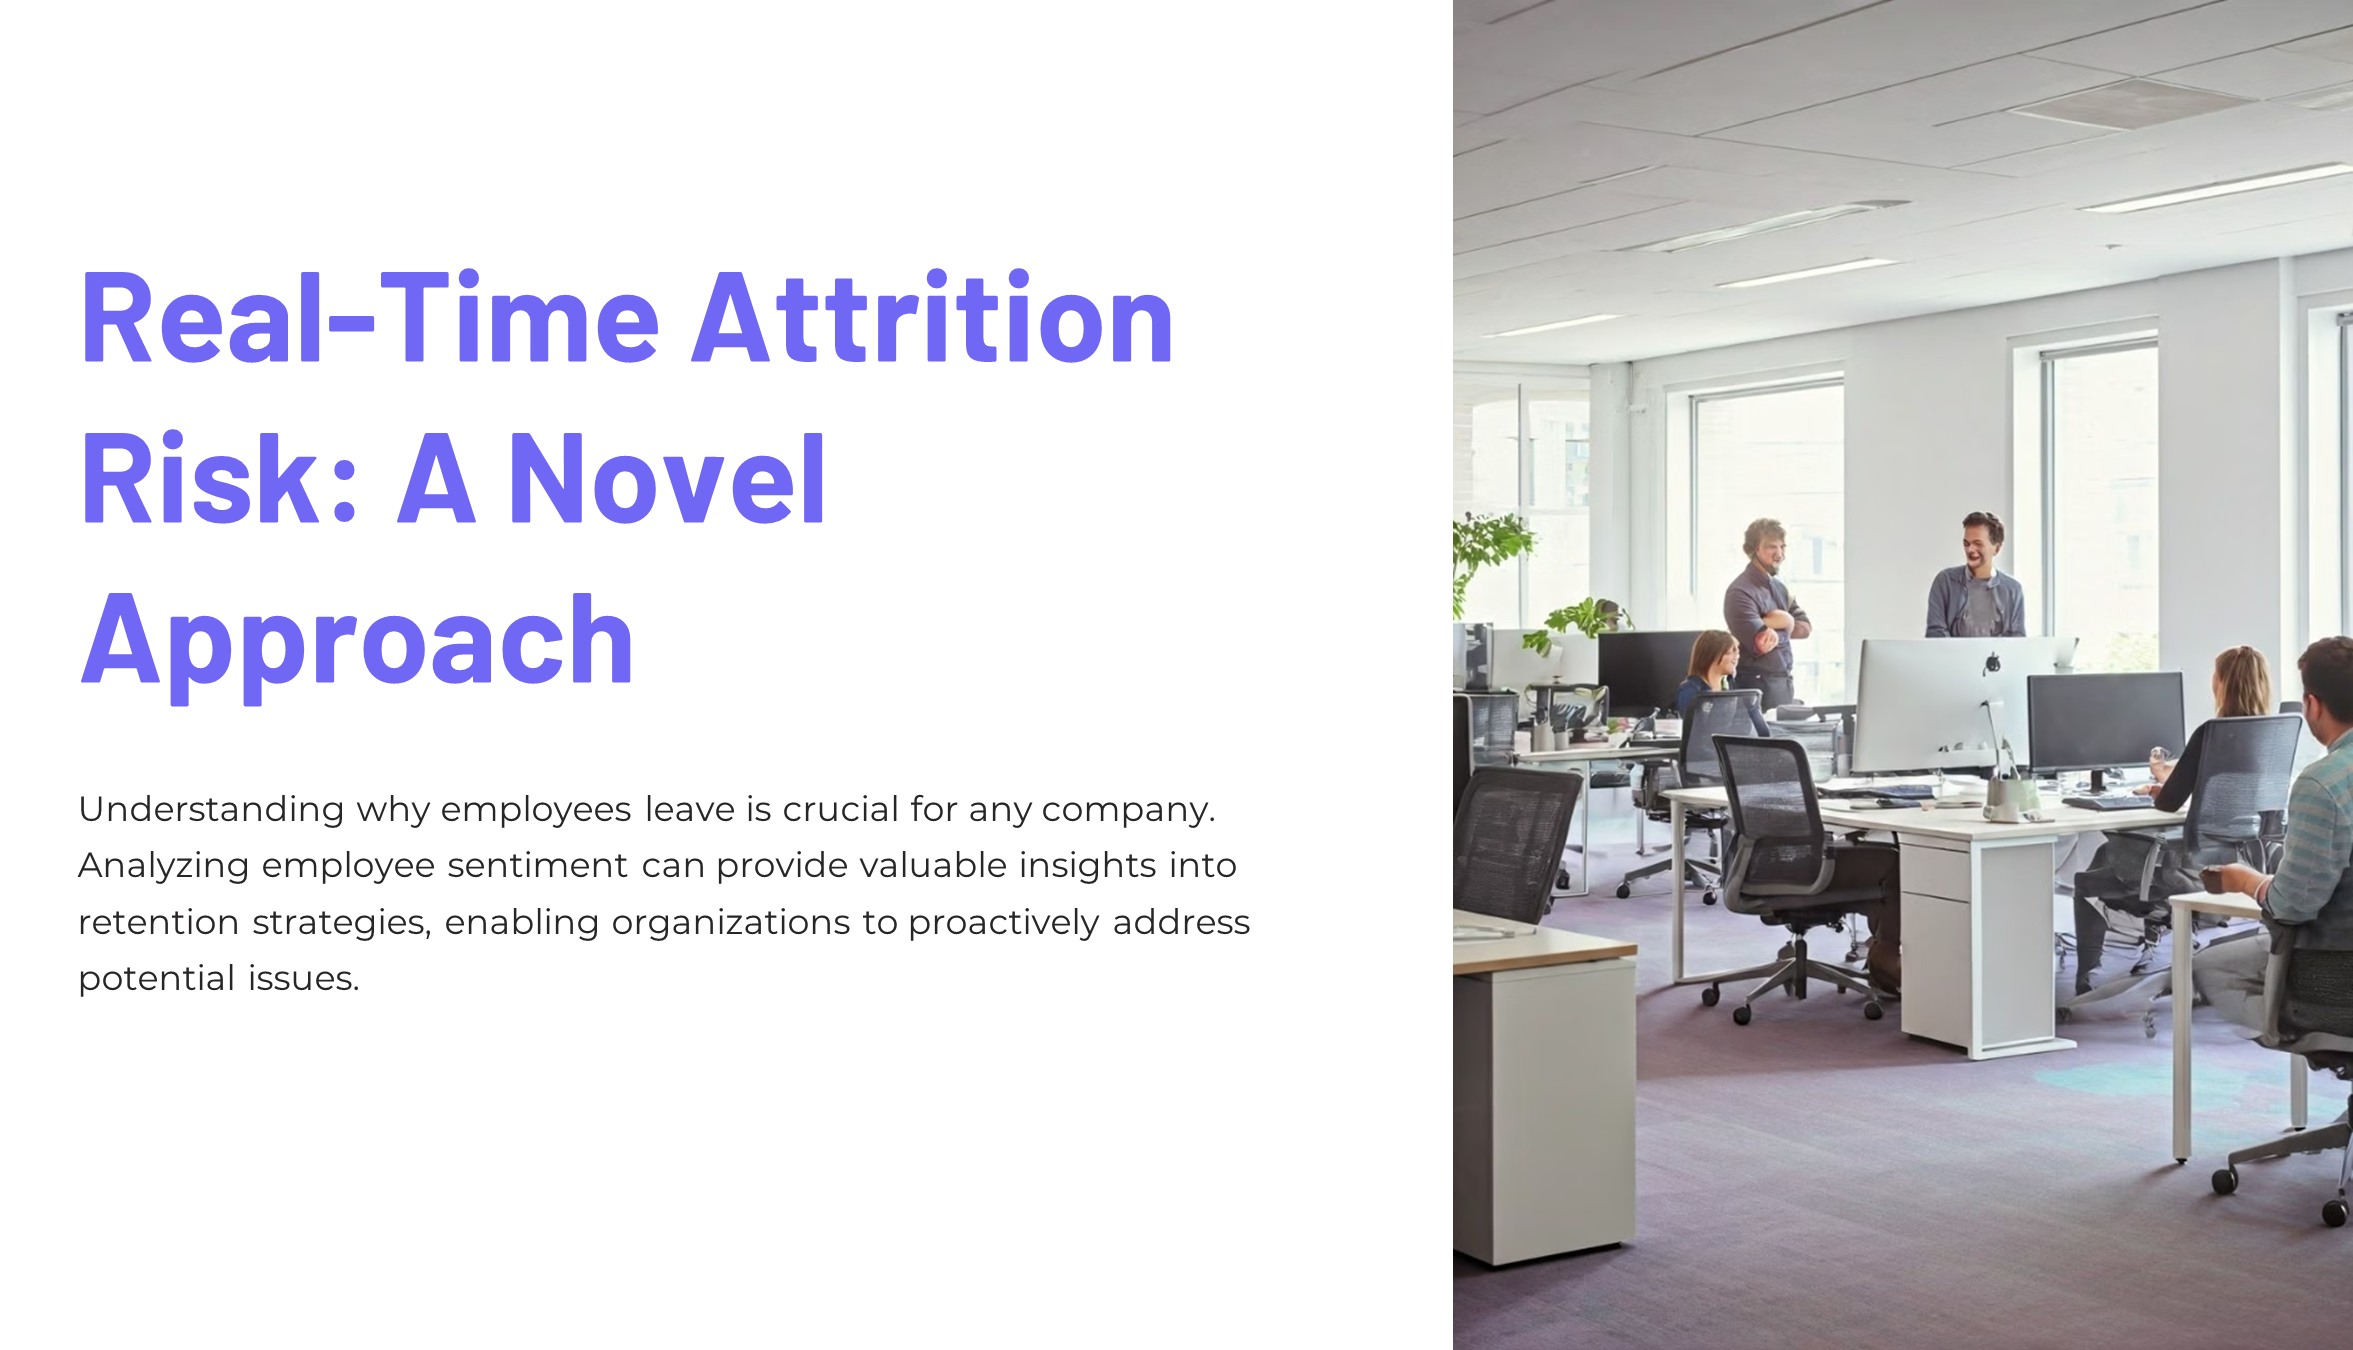 Real-Time Attrition
Risk: A Novel
Approach
Understanding why employees leave is crucial for any company.
Analyzing employee sentiment can provide valuable insights into
retention strategies, enabling organizations to proactively address
potential issues.